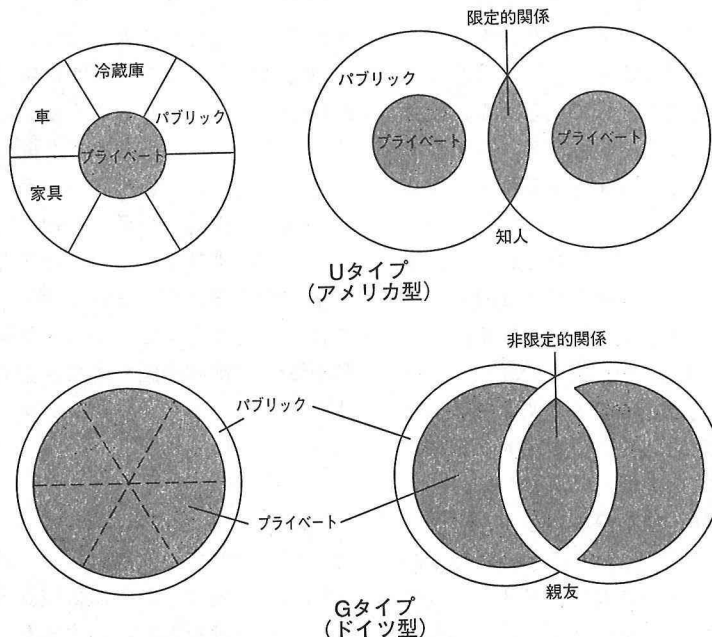 限定的関係
冷蔵庫
パブリック
車
パブリック
プライベート
プライベート
プライベート
家具
知人
Uタイプ
(アメリカ型)
非限定的関係
パブリック
プライベート
親友
Gタイプ
(ドイツ型)